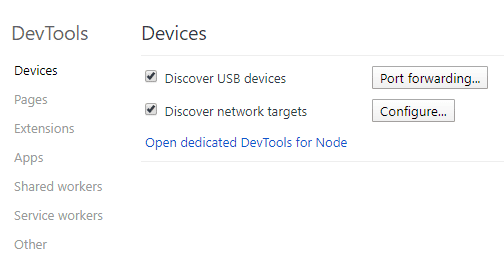 DevTools
Devices
Pages
Extensions
Apps
Shared workers
Service workers
Other
Devices
Discover USB devices
Port forwarding...
Discover network targets
Configure...
Open dedicated DevTools for Node